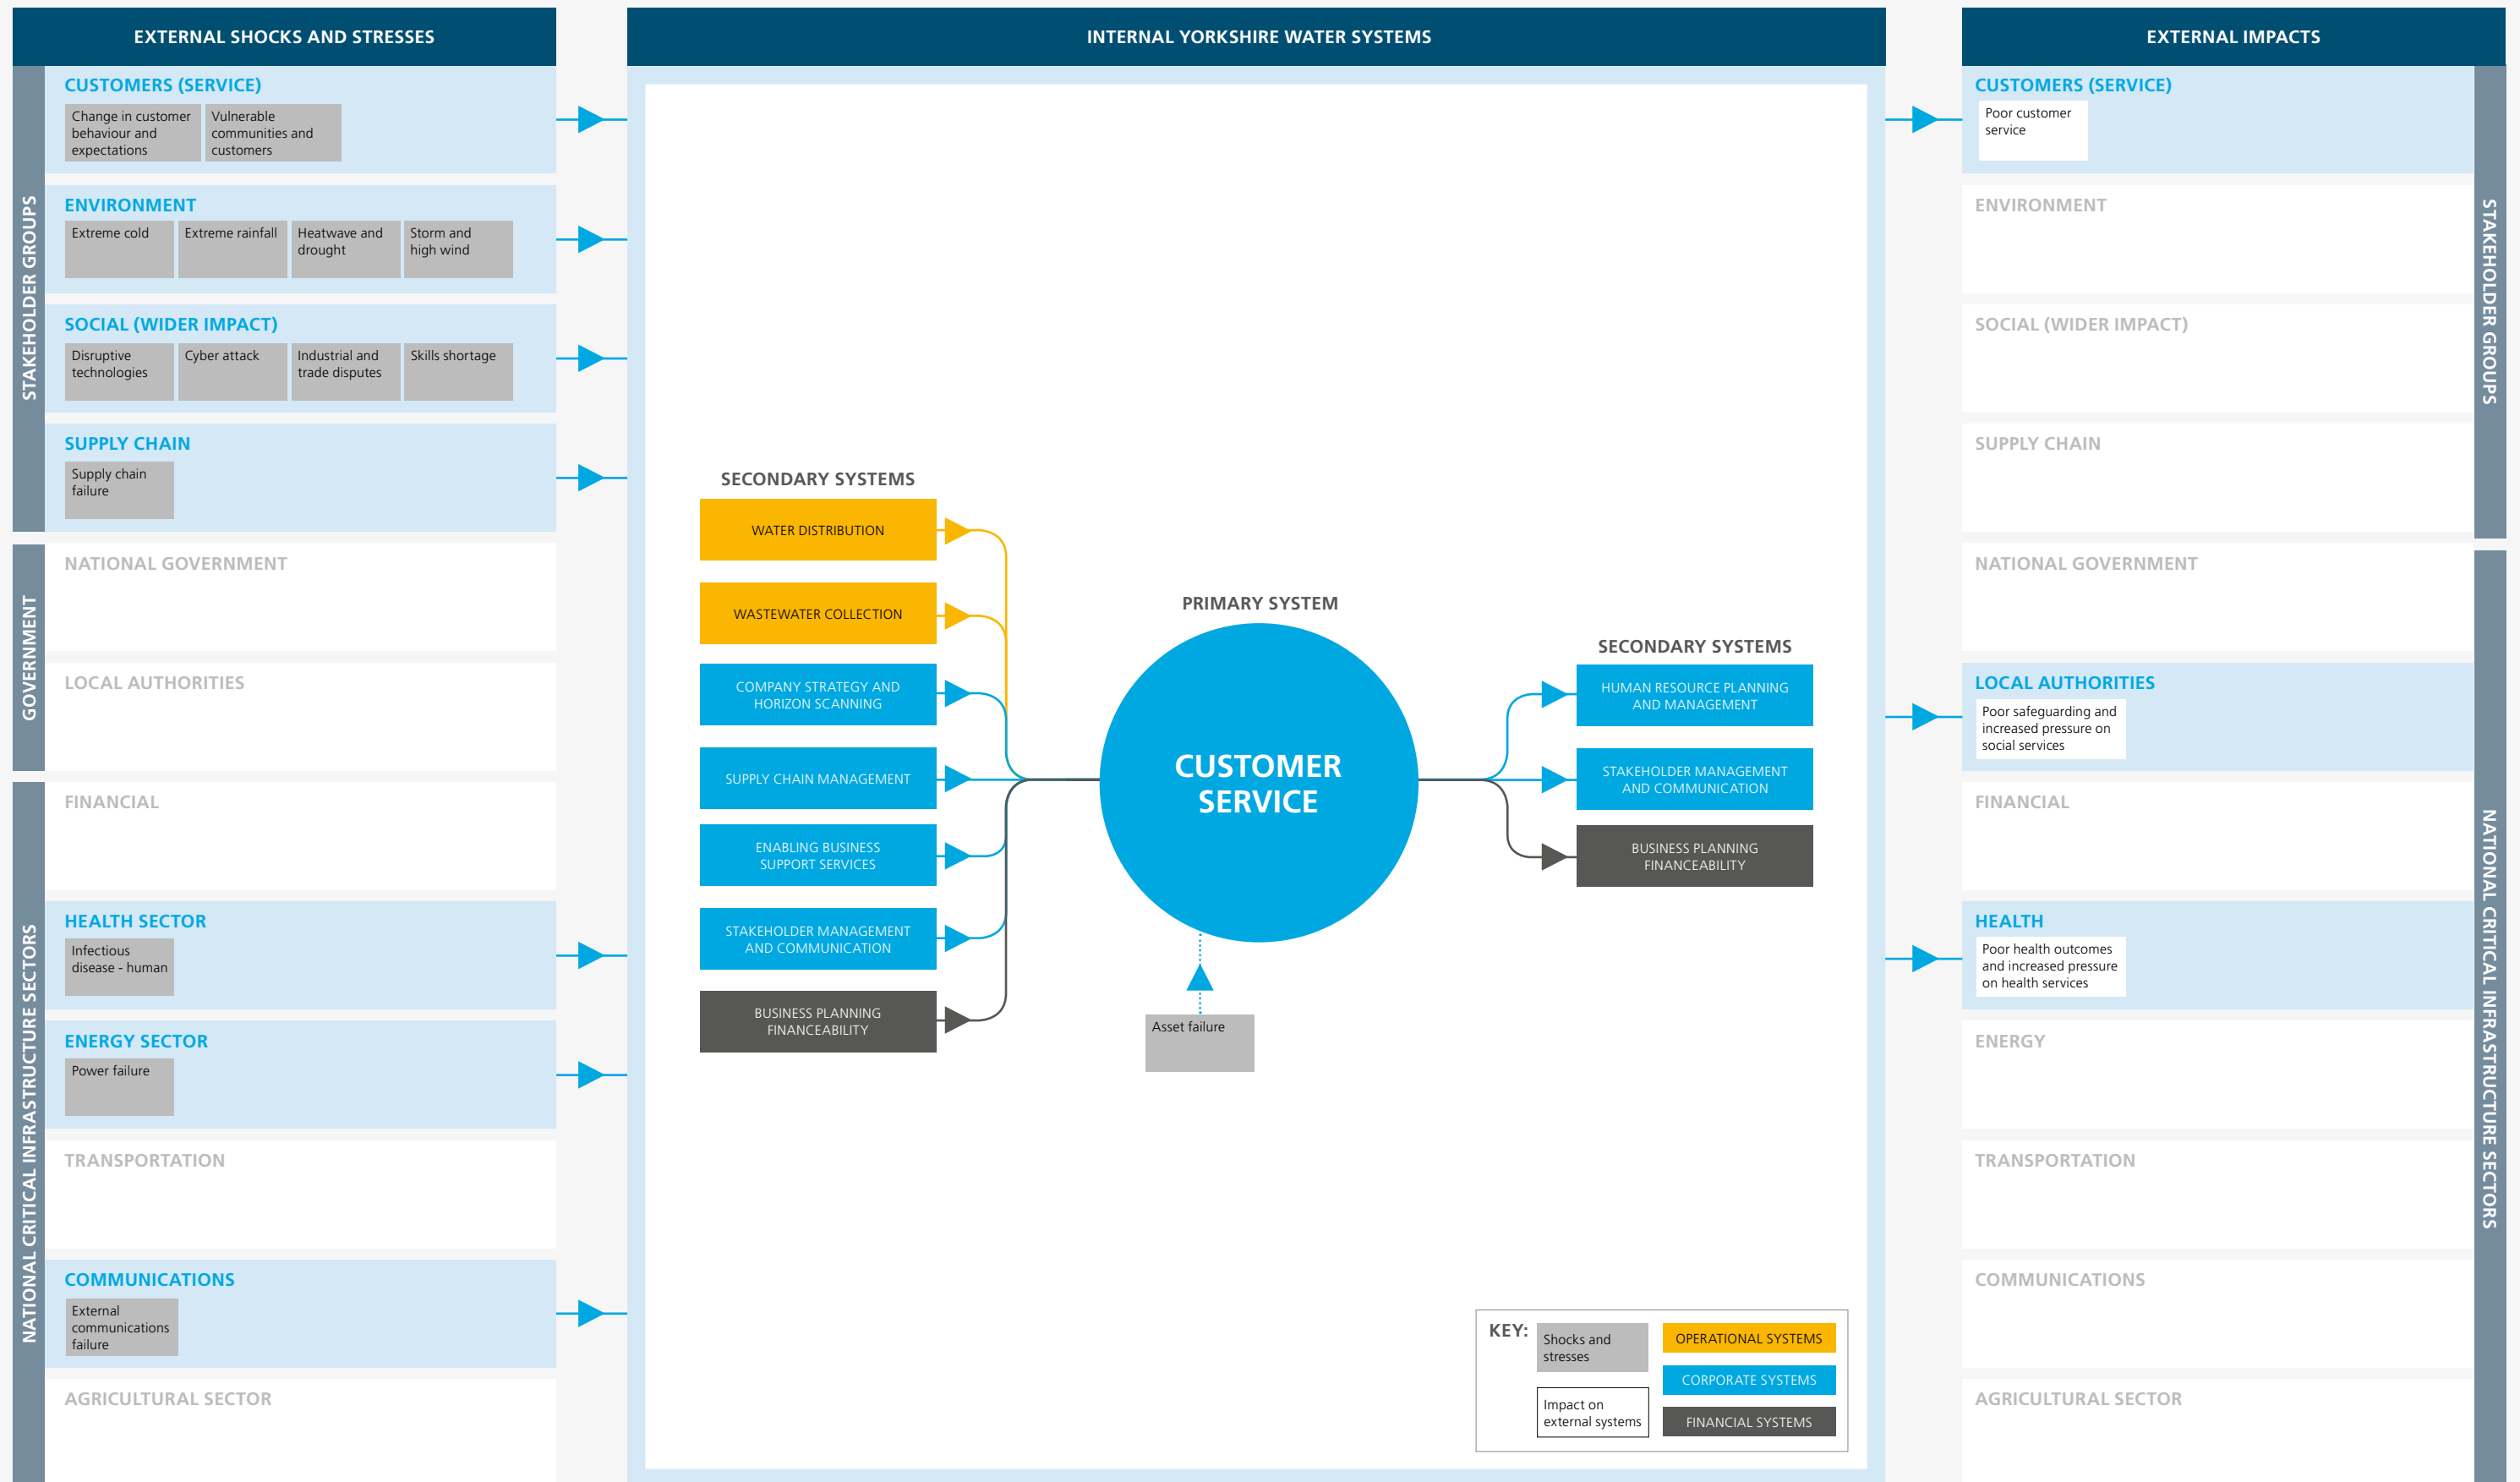 EXTERNAL SHOCKS AND STRESSES
STAKEHOLDER GROUPS
CUSTOMERS (SERVICE)
Change in customer
behaviour and
expectations
Vulnerable
communities and
customers
ENVIRONMENT
Extreme cold
Extreme rainfall
Heatwave and
drought
Storm and
high wind
SOCIAL (WIDER IMPACT)
Disruptive
technologies
Cyber attack
Industrial and
trade disputes
Skills shortage
SUPPLY CHAIN
Supply chain
failure
GOVERNMENT
NATIONAL GOVERNMENT
LOCAL AUTHORITIES
NATIONAL CRITICAL INFRASTRUCTURE SECTORS
FINANCIAL
HEALTH SECTOR
Infectious
disease - human
ENERGY SECTOR
Power failure
TRANSPORTATION
COMMUNICATIONS
External
communications
failure
AGRICULTURAL SECTOR
INTERNAL YORKSHIRE WATER SYSTEMS
SECONDARY SYSTEMS
WATER DISTRIBUTION
WASTEWATER COLLECTION
COMPANY STRATEGY AND
HORIZON SCANNING
SUPPLY CHAIN MANAGEMENT
ENABLING BUSINESS
SUPPORT SERVICES
STAKEHOLDER MANAGEMENT
AND COMMUNICATION
BUSINESS PLANNING
FINANCEABILITY
PRIMARY SYSTEM
CUSTOMER
SERVICE
Asset failure
SECONDARY SYSTEMS
HUMAN RESOURCE PLANNING
AND MANAGEMENT
STAKEHOLDER MANAGEMENT
AND COMMUNICATION
BUSINESS PLANNING
FINANCEABILITY
KEY:
Shocks and
stresses
Impact on
external systems
OPERATIONAL SYSTEMS
CORPORATE SYSTEMS
FINANCIAL SYSTEMS
EXTERNAL IMPACTS
STAKEHOLDER GROUPS
CUSTOMERS (SERVICE)
Poor customer
service
ENVIRONMENT
SOCIAL (WIDER IMPACT)
SUPPLY CHAIN
NATIONAL CRITICAL INFRASTRUCTURE SECTORS
NATIONAL GOVERNMENT
LOCAL AUTHORITIES
Poor safeguarding and
increased pressure on
social services
FINANCIAL
HEALTH
Poor health outcomes
and increased pressure
on health services
ENERGY
TRANSPORTATION
COMMUNICATIONS
AGRICULTURAL SECTOR